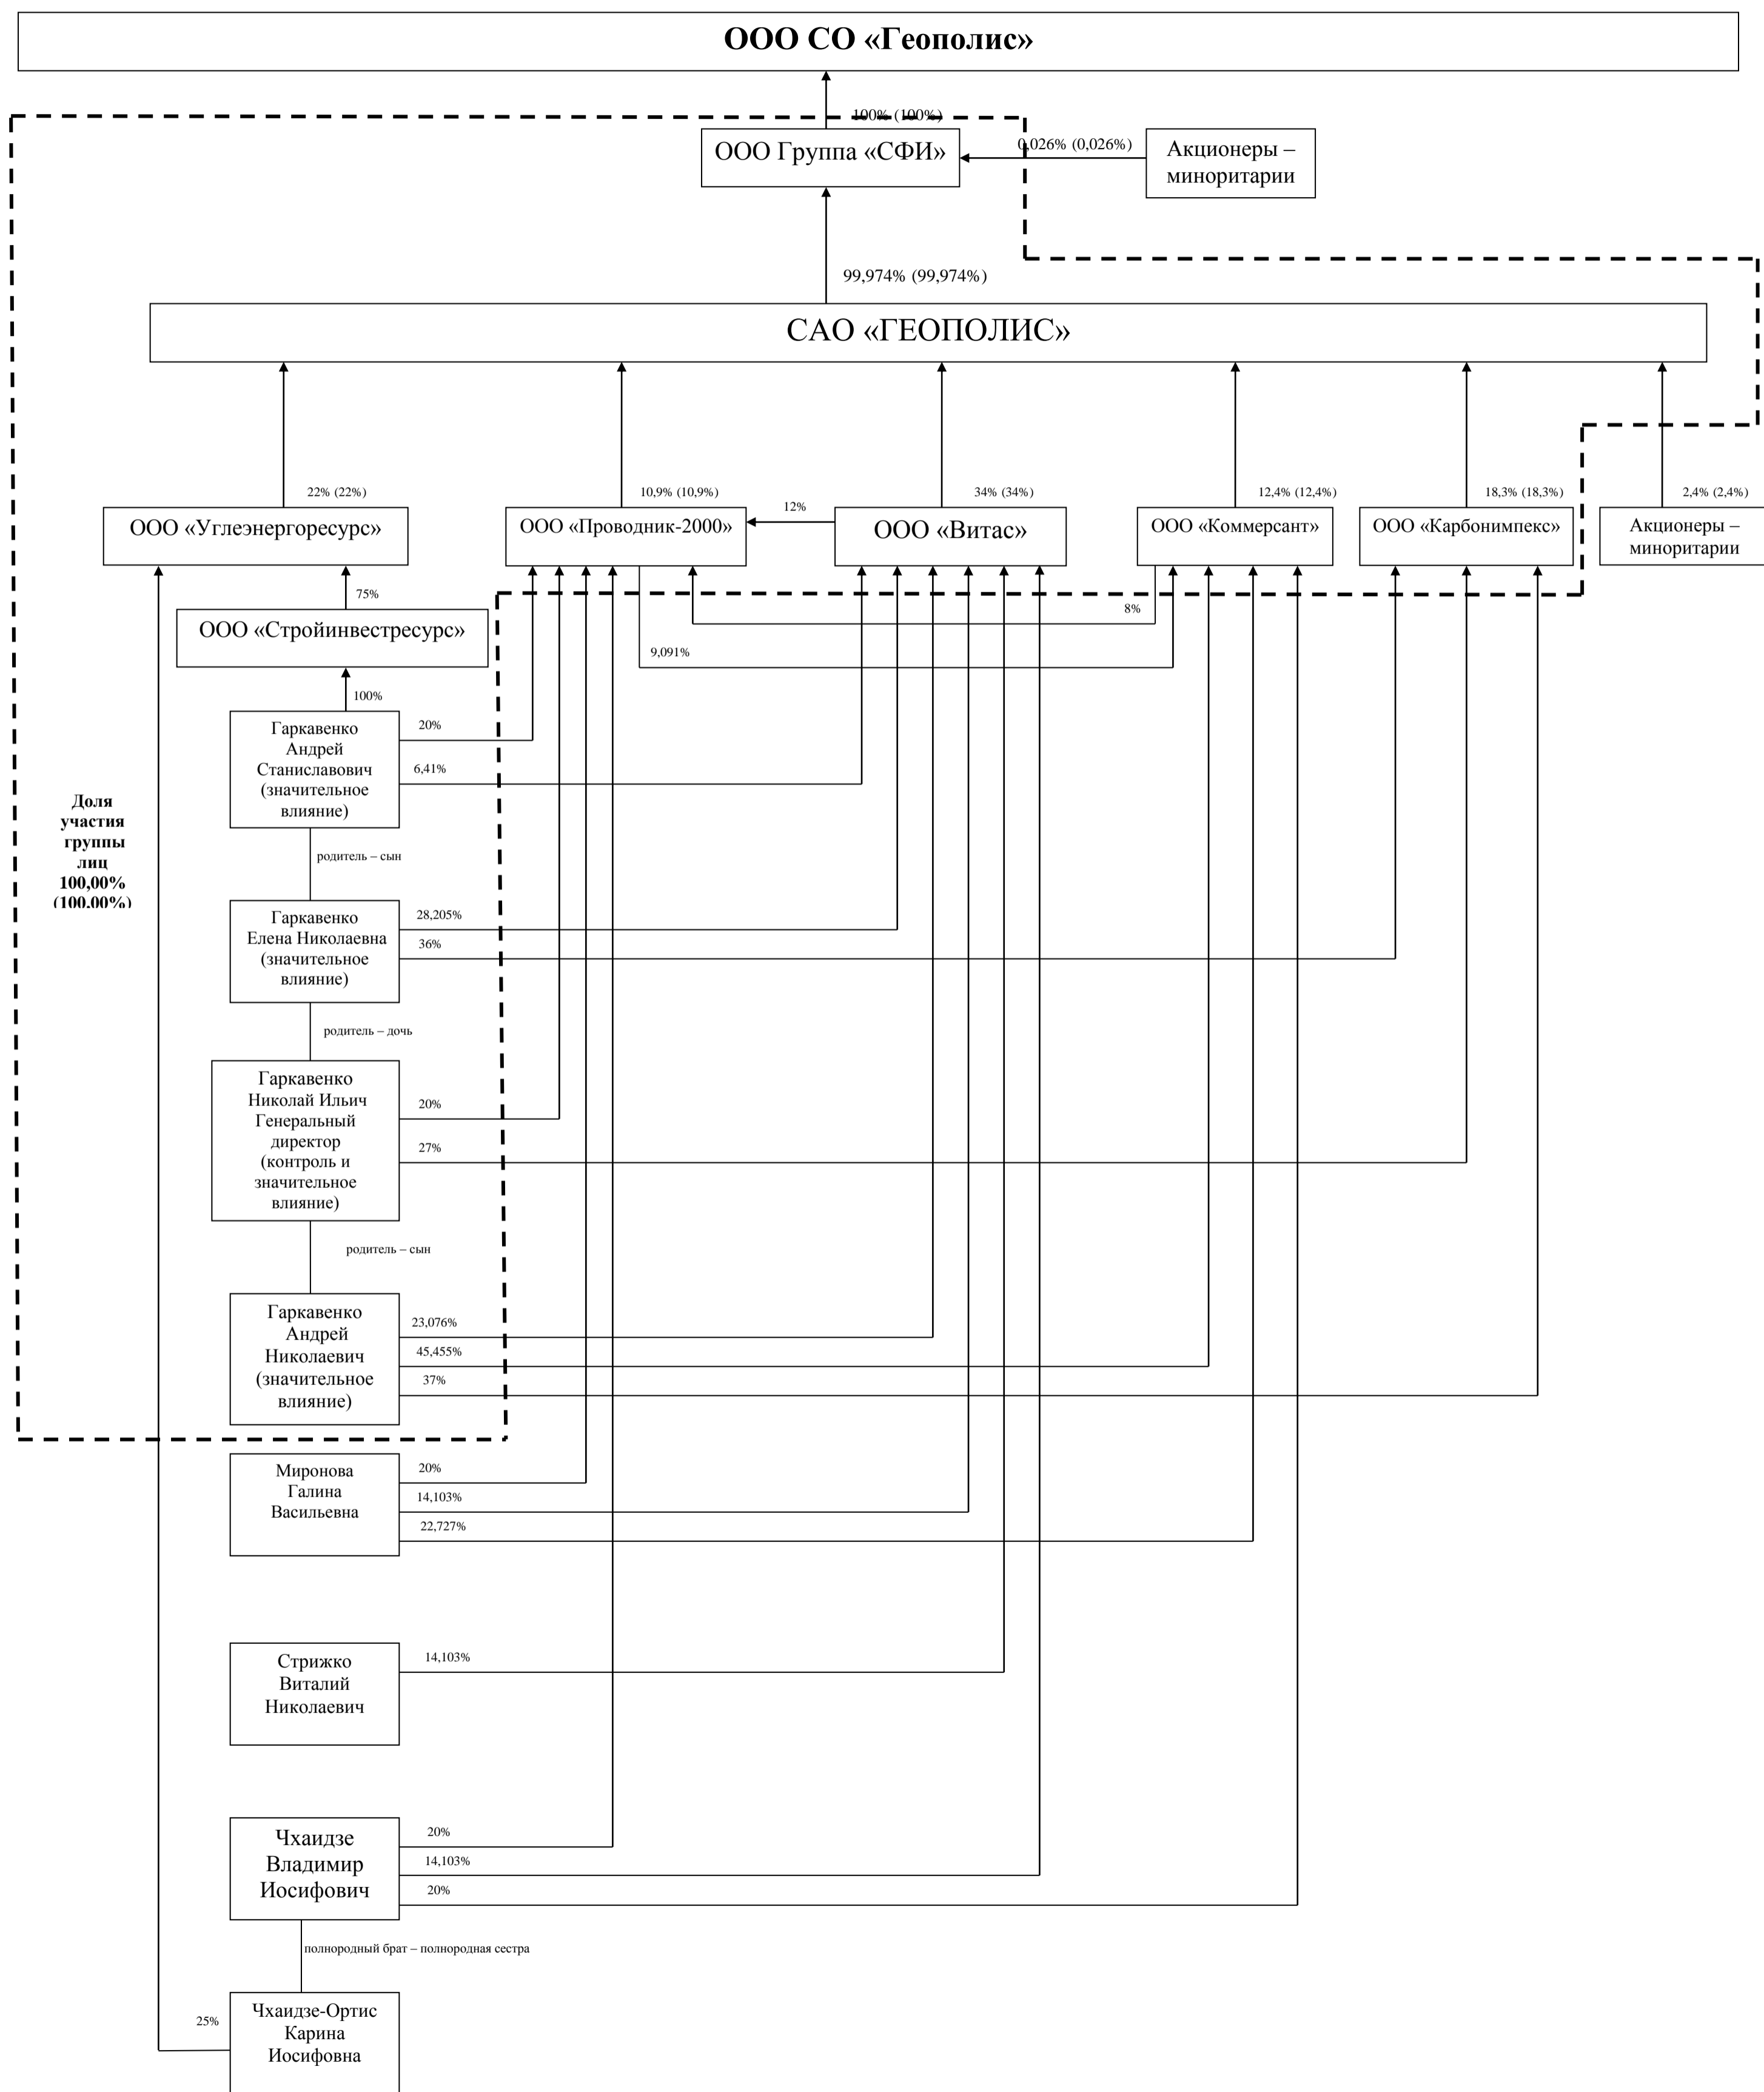 ООО СО «Геополис»
100% (100%)
ООО Группа «СФИ»
0,026% (0,026%)
Акционеры –
миноритарии
99,974% (99,974%)
САО «ГЕОПОЛИС»
22% (22%)
10,9% (10,9%)
34% (34%)
12,4% (12,4%)
18,3% (18,3%)
2,4% (2,4%)
ООО «Углеэнергоресурс»
ООО «Проводник-2000»
12%
ООО «Витас»
ООО «Коммерсант»
ООО «Карбонимпекс»
Акционеры –
миноритарии
75%
8%
ООО «Стройинвестресурс»
9,091%
100%
Гаркавенко
Андрей
Станиславович
(значительное
влияние)
20%
6,41%
Доля
участия
группы
лиц
100,00%
(100.00%)
родитель – сын
Гаркавенко
Елена Николаевна
(значительное
влияние)
28,205%
36%
родитель – дочь
Гаркавенко
Николай Ильич
Генеральный
директор
(контроль и
значительное
влияние)
20%
27%
родитель – сын
Гаркавенко
Андрей
Николаевич
(значительное
влияние)
23,076%
45,455%
37%
Миронова
Галина
Васильевна
20%
14,103%
22,727%
Стрижко
Виталий
Николаевич
14,103%
Чхаидзе
Владимир
Иосифович
20%
14,103%
20%
полнородный брат – полнородная сестра
Чхаидзе-Ортис
Карина
Иосифовна
25%